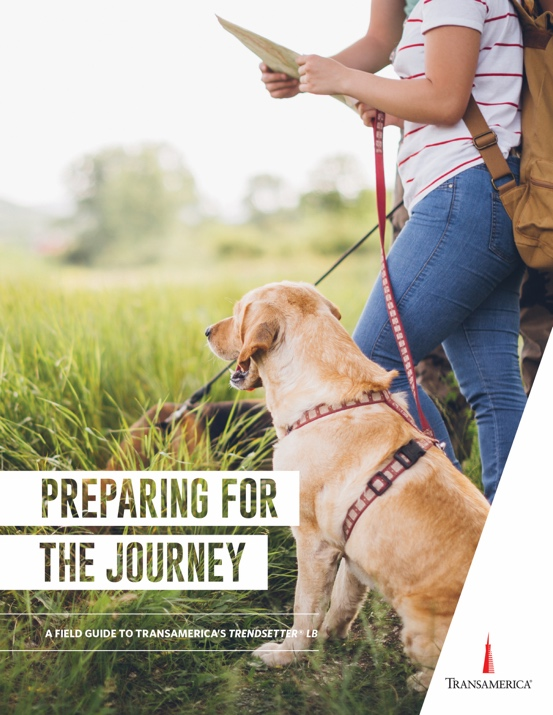 PREPARING FOR
THE JOURNEY
A FIELD GUIDE TO TRANSAMERICA'S TRENDSETTER® LB
TRANSAMERICA®